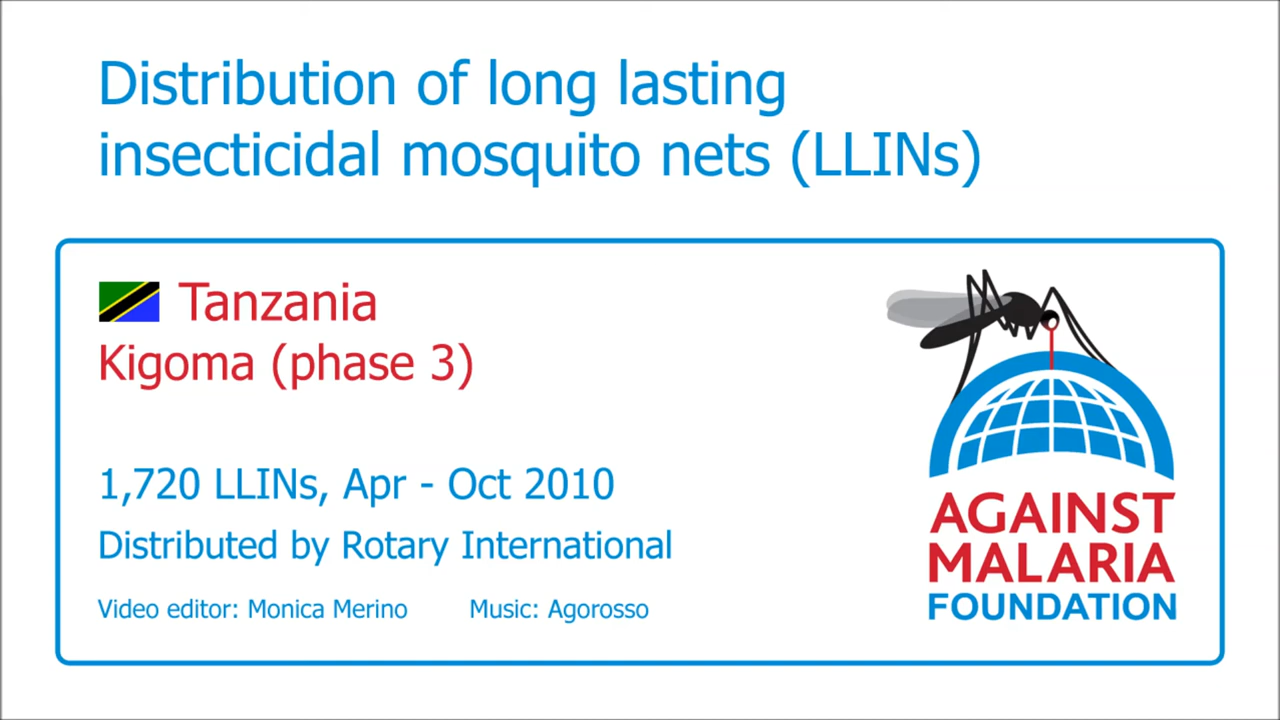 Distribution of long lasting
insecticidal mosquito nets (LLINs)
Tanzania
Kigoma (phase 3)
1,720 LLINs, Apr - Oct 2010
Distributed by Rotary International
Video editor: Monica Merino Music: Agorosso
AGAINST
MALARIA
FOUNDATION